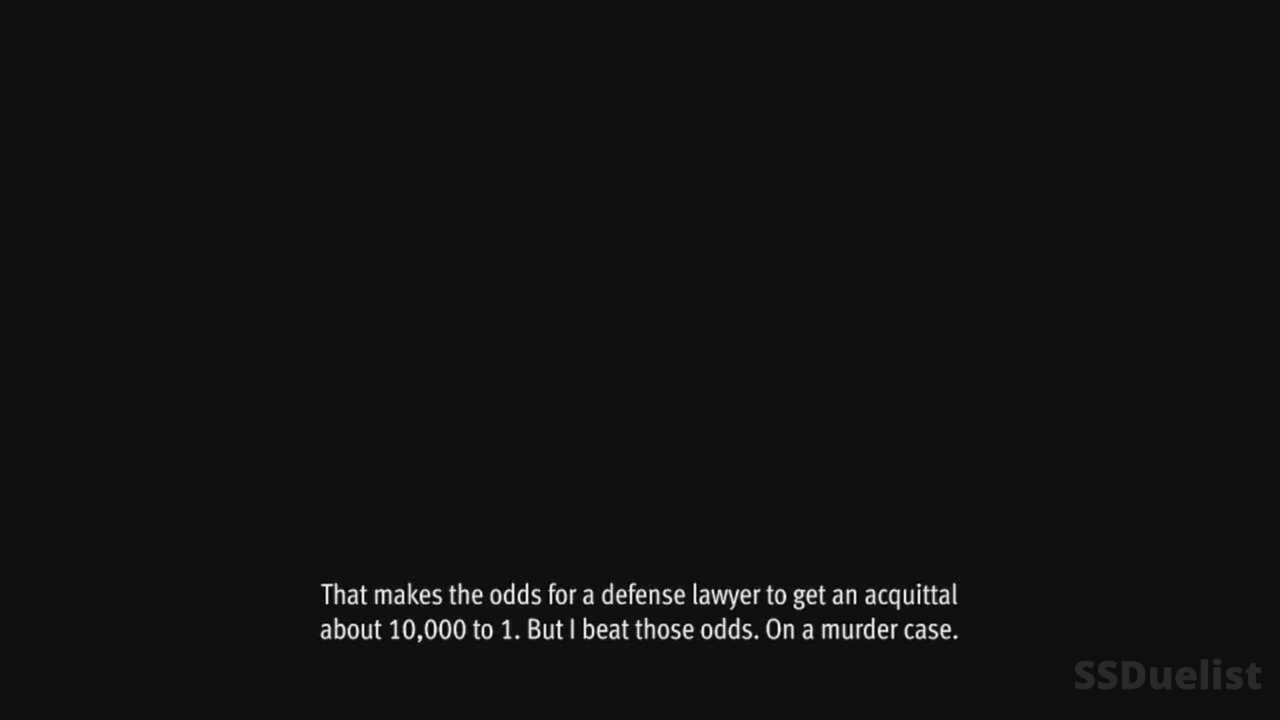 That makes the odds for a defense lawyer to get an acquittal
about 10,000 to 1. But I beat those odds. On a murder case.
SSDuelist